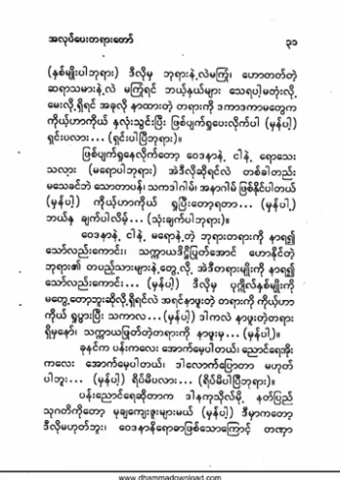 အလုပ်ပေးတရားတော် ၃၁
(နှစ်မျိုးပါဘုရား) ဒီလိုမှ ဘုရားနဲ့လဲမကြုံ၊ ဟောတတ်တဲ့
ဆရာသမားနဲ့လဲ မကြုံရင် ဘယ့်နှယ်များ သေရပါ့မတုံးလို့
မေးလို့ရှိရင် အခုလို နာထားတဲ့ တရားကို ဒကာဒကာမတွေက
ကိုယ့်ဟာကိုယ် နှလုံးသွင်းပြီး ဖြစ်ပျက်ရှုပေးလိုက်ပါ (မှန်ပါ့)
ရှင်းပလား... (ရှင်းပါပြီဘုရား)။
ဖြစ်ပျက်ရှုနေလိုက်တော့ ဝေဒနာနဲ့ ငါနဲ့ ရောသေး
သလား (မရောပါဘုရား) အဲဒီလိုဆိုရင်လဲ တစ်ခါတည်း
မသေခင်ဘဲ သောတာပန်၊ သကဒါဂါမ်၊ အနာဂါမ် ဖြစ်နိုင်ပါတယ်
(မှန်ပါ့) ကိုယ့်ဟာကိုယ် ရှုပြီးတော့ရတာ... (မှန်ပါ့)
ဘယ်နှ ချက်ပါလိမ့်... (သုံးချက်ပါဘုရား)။
ဝေဒနာနဲ့ ငါနဲ့ မရောနဲ့တဲ့ ဘုရားတရားကို နာရ၍
သော်လည်းကောင်း၊ သက္ကာယဒိဋ္ဌိပြုတ်အောင် ဟောနိုင်တဲ့
ဘုရား၏ တပည့်သားများနဲ့တွေ့လို့ အဲဒီတရားမျိုးကို နာရ၍
သော်လည်းကောင်း... (မှန်ပါ့) ဒီလိုမှ ပုဂ္ဂိုလ်နှစ်မျိုးကို
မတွေ့တော့ဘူးဆိုလို့ရှိရင်လဲ အရင်နာဖူးတဲ့ တရားကို ကိုယ့်ဟာ
ကိုယ် ရှုပွားပြီး သကာလ...(မှန်ပါ့) ဒါကလဲ နာဖူးတဲ့တရား
ရှိမှနော်၊ သက္ကာယဖြုတ်တဲ့တရားကို နာဖူးမှ... (မှန်ပါ့)။
ခုနင်က ပန်းကလေး အောက်မေ့ပါတယ်၊ ညောင်ရေအိုး
ကလေး အောက်မေ့ပါတယ်၊ ဒါလောက်ပြောတာ မဟုတ်
ပါဘူး... (မှန်ပါ့) ရိပ်မိပလား... (ရိပ်မိပါပြီဘုရား)။
ပန်းညောင်ရေဆိုတာက ဒါနကုသိုလ်မို့ နတ်ပြည်
သုဂတိကိုတော့ မုချကျေးဇူးများမယ် (မှန်ပါ့) ဒီမှာကတော့
ဒီလိုမဟုတ်ဘူး၊ ဝေဒနာနိရောဓာဖြစ်သောကြောင့် တဏှာ
www.dhammadownload.com